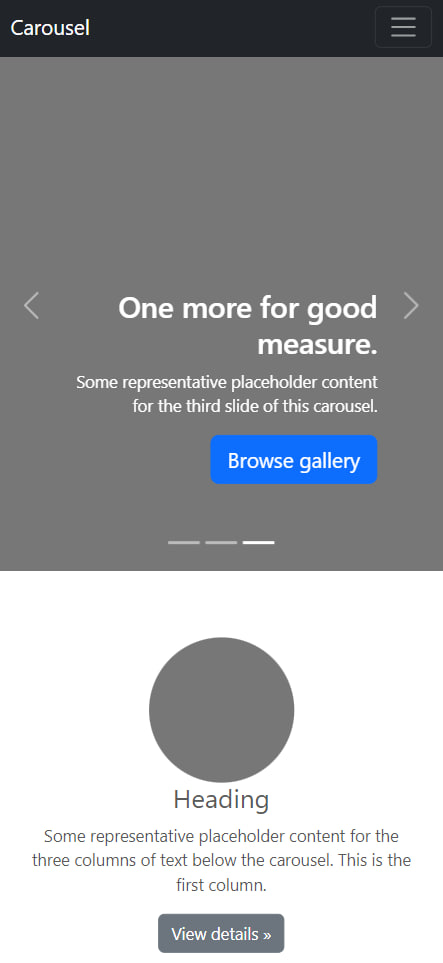 Carousel
One more for good
measure.
Some representative placeholder content
for the third slide of this carousel.
Browse gallery
Heading
Some representative placeholder content for the
three columns of text below the carousel. This is the
first column.
View details »